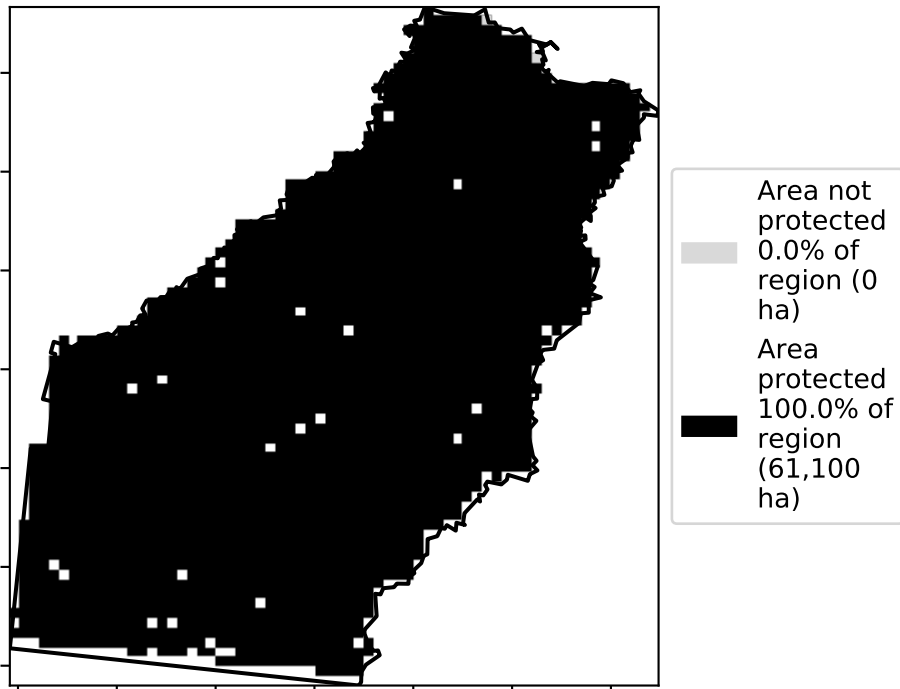 Area not
protected
0.0% of
region (0
ha)
Area
protected
100.0% of
region
(61,100
ha)